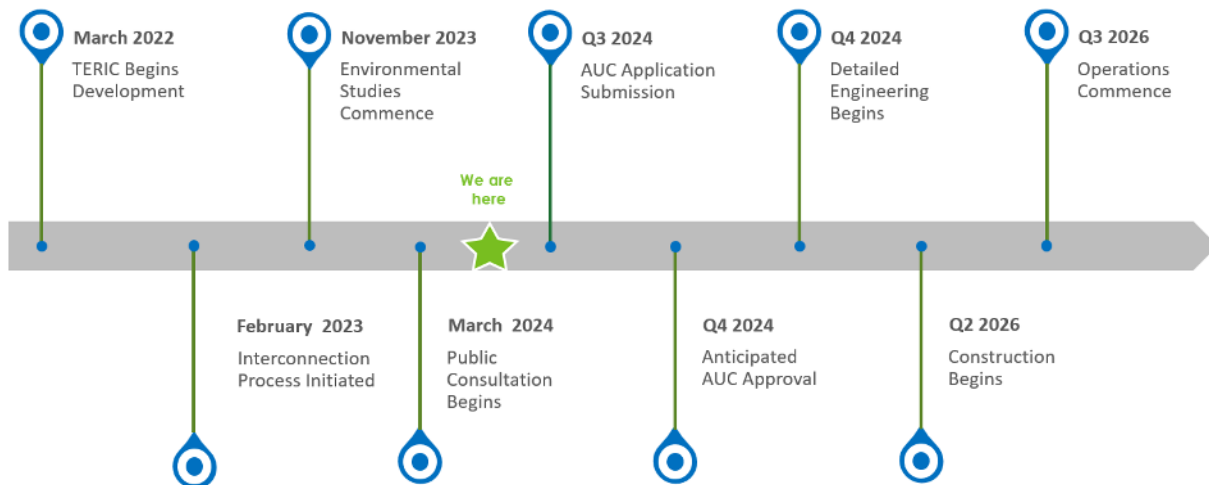 March 2022
TERIC Begins
Development
November 2023
Environmental
Studies
Commence
Q3 2024
AUC Application
Submission
Q4 2024
Detailed
Engineering
Begins
Q3 2026
Operations
Commence
We are
here
February 2023
Interconnection
Process Initiated
March 2024
Public
Consultation
Begins
Q4 2024
Anticipated
AUC Approval
Q2 2026
Construction
Begins